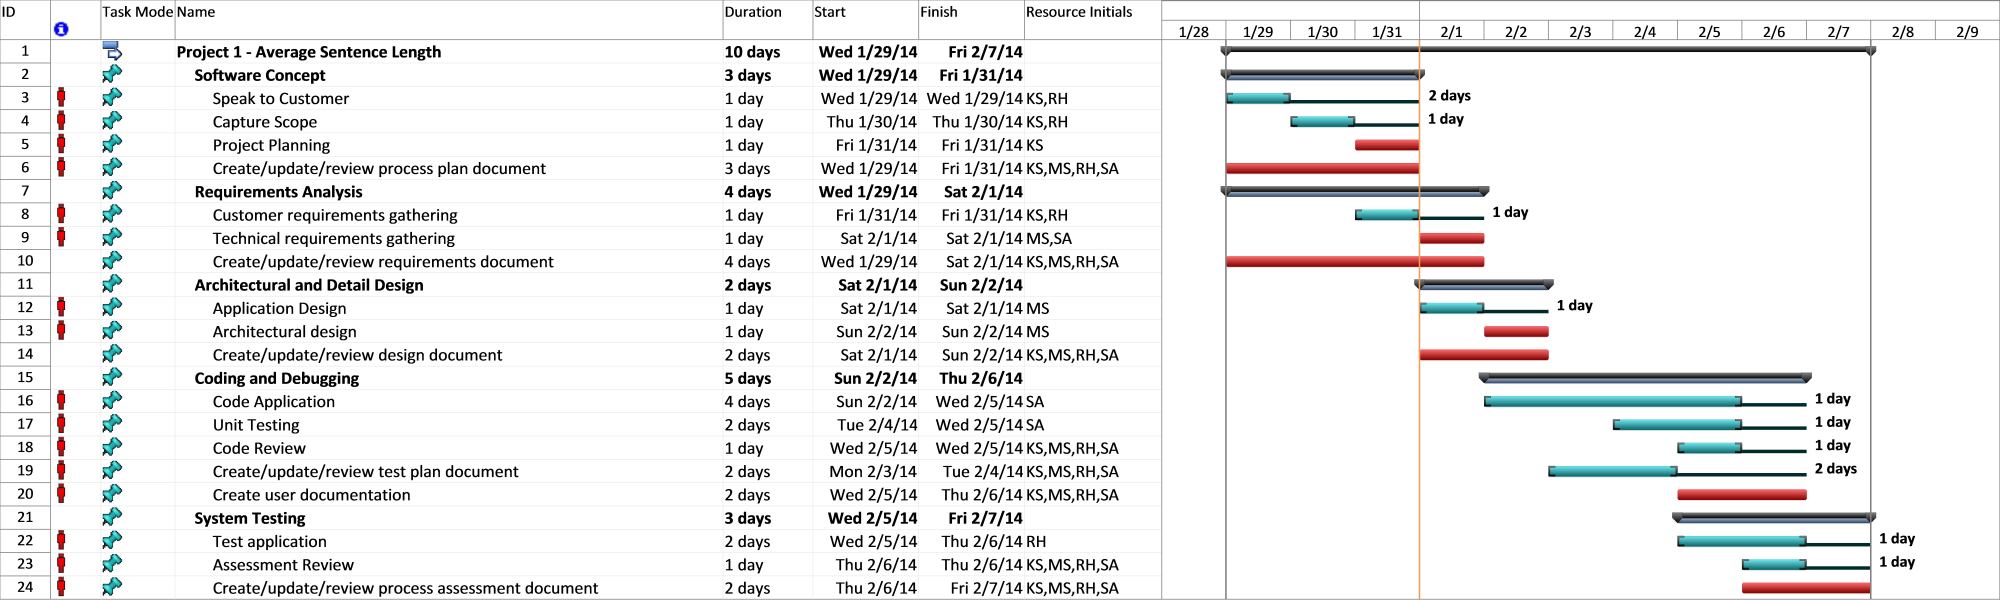 ID Task Mode Name Duration Start Finish Resource Initials
1/28 1/29 1/30 1/31 2/1 2/2 2/3 2/4 2/5 2/6 2/7 2/8 2/9
1 Project 1 - Average Sentence Length 10 days Wed 1/29/14 Fri 2/7/14
2 Software Concept 3 days Wed 1/29/14 Fri 1/31/14
3 Speak to Customer 1 day Wed 1/29/14 Wed 1/29/14 KS,RH 2 days
4 Capture Scope 1 day Thu 1/30/14 Thu 1/30/14 KS,RH 1 day
5 Project Planning 1 day Fri 1/31/14 Fri 1/31/14 KS
6 Create/update/review process plan document 3 days Wed 1/29/14 Fri 1/31/14 KS,MS,RH,SA
7 Requirements Analysis 4 days Wed 1/29/14 Sat 2/1/14
8 Customer requirements gathering 1 day Fri 1/31/14 Fri 1/31/14 KS,RH 1 day
9 Technical requirements gathering 1 day Sat 2/1/14 Sat 2/1/14 MS,SA
10 Create/update/review requirements document 4 days Wed 1/29/14 Sat 2/1/14 KS,MS,RH,SA
11 Architectural and Detail Design 2 days Sat 2/1/14 Sun 2/2/14
12 Application Design 1 day Sat 2/1/14 Sat 2/1/14 MS 1 day
13 Architectural design 1 day Sun 2/2/14 Sun 2/2/14 MS
14 Create/update/review design document 2 days Sat 2/1/14 Sun 2/2/14 KS,MS,RH,SA
15 Coding and Debugging 5 days Sun 2/2/14 Thu 2/6/14
16 Code Application 4 days Sun 2/2/14 Wed 2/5/14 SA 1 day
17 Unit Testing 2 days Tue 2/4/14 Wed 2/5/14 SA 1 day
18 Code Review 1 day Wed 2/5/14 Wed 2/5/14 KS,MS,RH,SA 1 day
19 Create/update/review test plan document 2 days Mon 2/3/14 Tue 2/4/14 KS,MS,RH,SA 2 days
20 Create user documentation 2 days Wed 2/5/14 Thu 2/6/14 KS,MS,RH,SA
21 System Testing 3 days Wed 2/5/14 Fri 2/7/14
22 Test application 2 days Wed 2/5/14 Thu 2/6/14 RH 1 day
23 Assessment Review 1 day Thu 2/6/14 Thu 2/6/14 KS,MS,RH,SA 1 day
24 Create/update/review process assessment document 2 days Thu 2/6/14 Fri 2/7/14 KS,MS,RH,SA